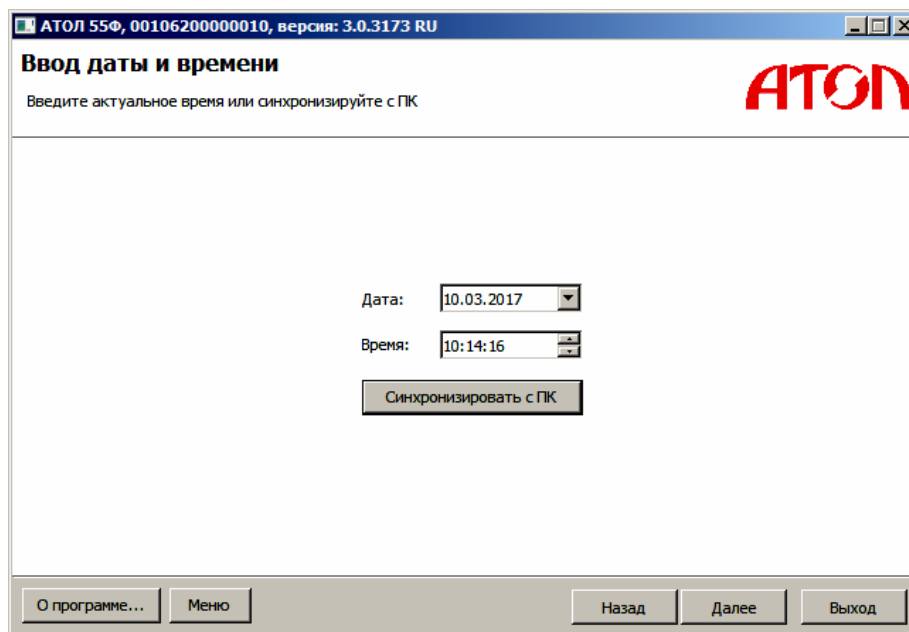 АТОЛ 55Ф, 00106200000010, версия: 3.0.3173 RU
Ввод даты и времени
Введите актуальное время или синхронизируйте с ПК
АТОЛ
Дата:
10.03.2017
Время:
10:14:16
Синхронизировать с ПК
О программе...
Меню
Назад
Далее
Выход